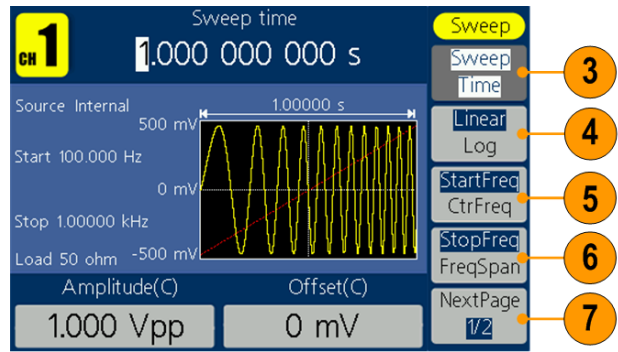 CH 1
Sweep time
1.000 000 000 s
Source Internal
1.00000 s
500 mV
Start 100.000 Hz
0 mV
Stop 1.00000 kHz
Load 50 ohm
-500 mV
Amplitude(C)
1.000 Vpp
Offset(C)
0 mV
Sweep
Sweep
Time
3
Linear
Log
4
StartFreq
CtrFreq
5
StopFreq
FreqSpan
6
NextPage
1/2
7